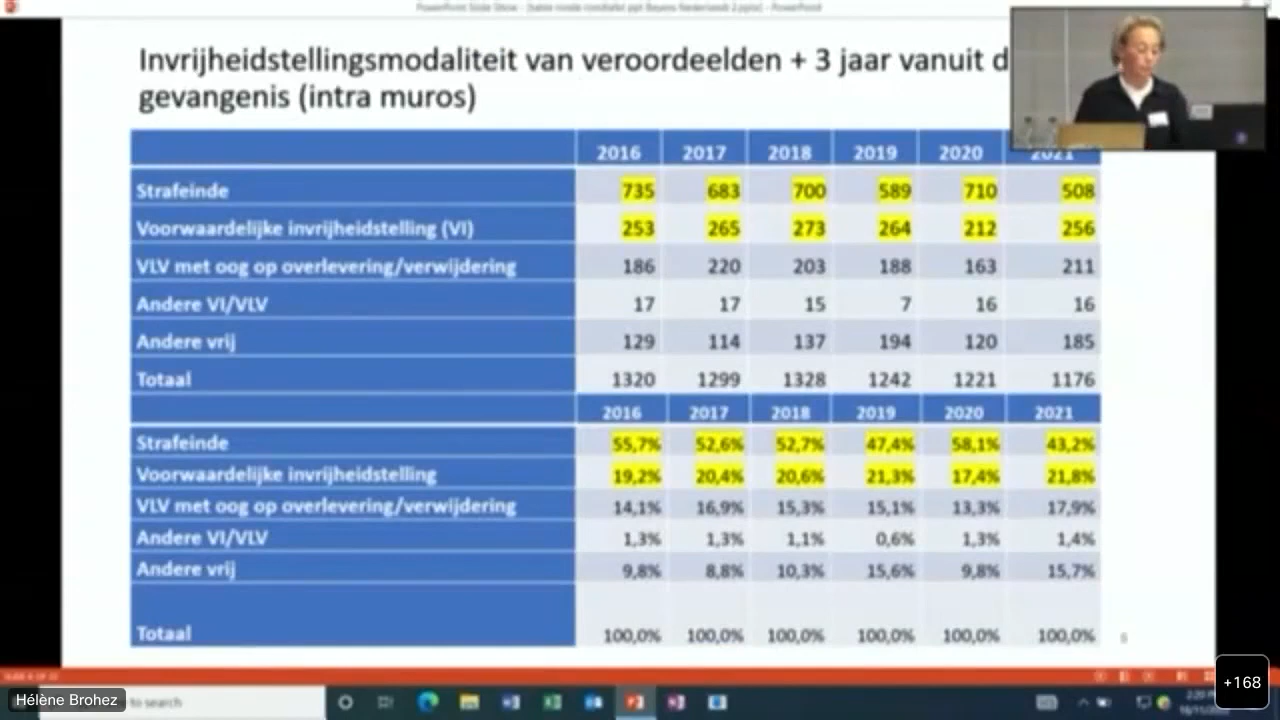 PowerPoint Slide Show - [table ronde rondtafel ppt Beyens Nederlands 2.pptx] - PowerPoint
Invrijheidstellingsmodaliteit van veroordeelden + 3 jaar vanuit d
gevangenis (intra muros)
2016 2017 2018 2019 2020 2021
Strafeinde 735 683 700 589 710 508
Voorwaardelijke invrijheidstelling (VI) 253 265 273 264 212 256
VLV met oog op overlevering/verwijdering 186 220 203 188 163 211
Andere VI/VLV 17 17 15 7 16 16
Andere vrij 129 114 137 194 120 185
Totaal 1320 1299 1328 1242 1221 1176
2016 2017 2018 2019 2020 2021
Strafeinde 55,7% 52,6% 52,7% 47,4% 58,1% 43,2%
Voorwaardelijke invrijheidstelling 19,2% 20,4% 20,6% 21,3% 17,4% 21,8%
VLV met oog op overlevering/verwijdering 14,1% 16,9% 15,3% 15,1% 13,3% 17,9%
Andere VI/VLV 1,3% 1,3% 1,1% 0,6% 1,3% 1,4%
Andere vrij 9,8% 8,8% 10,3% 15,6% 9,8% 15,7%
Totaal 100,0% 100,0% 100,0% 100,0% 100,0% 100,0%
+168
Hélène Brohez
to search